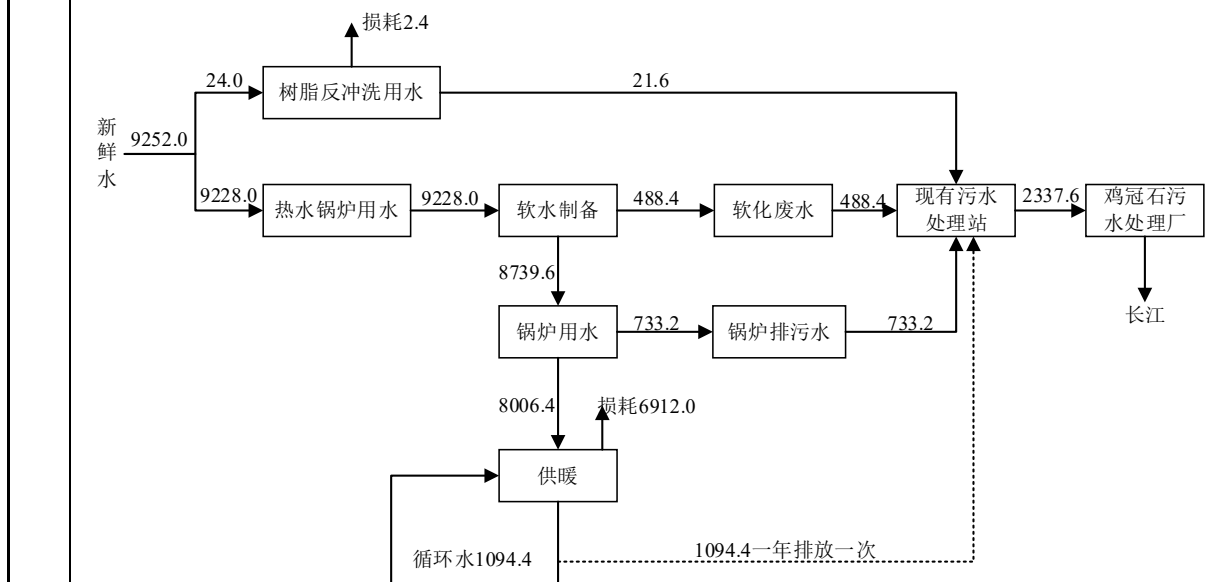 损耗2.4
24.0
树脂反冲洗用水
21.6
新
鲜
水
9252.0
9228.0
热水锅炉用水
9228.0
软水制备
488.4
软化废水
488.4
现有污水
处理站
2337.6
鸡冠石污
水处理厂
8739.6
长江
锅炉用水
733.2
锅炉排污水
733.2
8006.4
损耗6912.0
供暖
循环水1094.4
1094.4一年排放一次